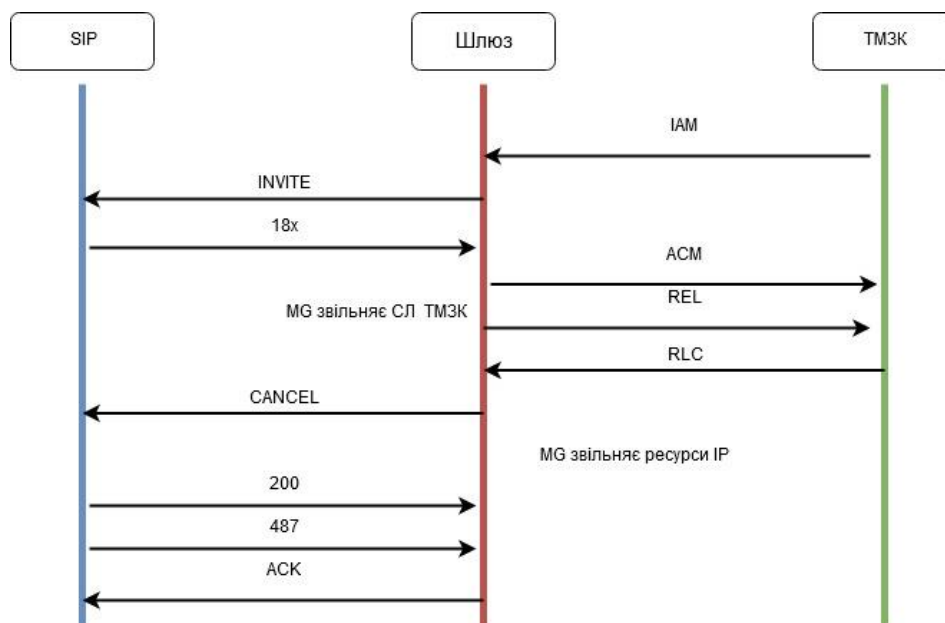 SIP
Шлюз
ТМЗК
IAM
INVITE
18x
ACM
REL
MG звільняє СЛ ТМЗК
RLC
CANCEL
MG звільняє ресурси IP
200
487
ACK